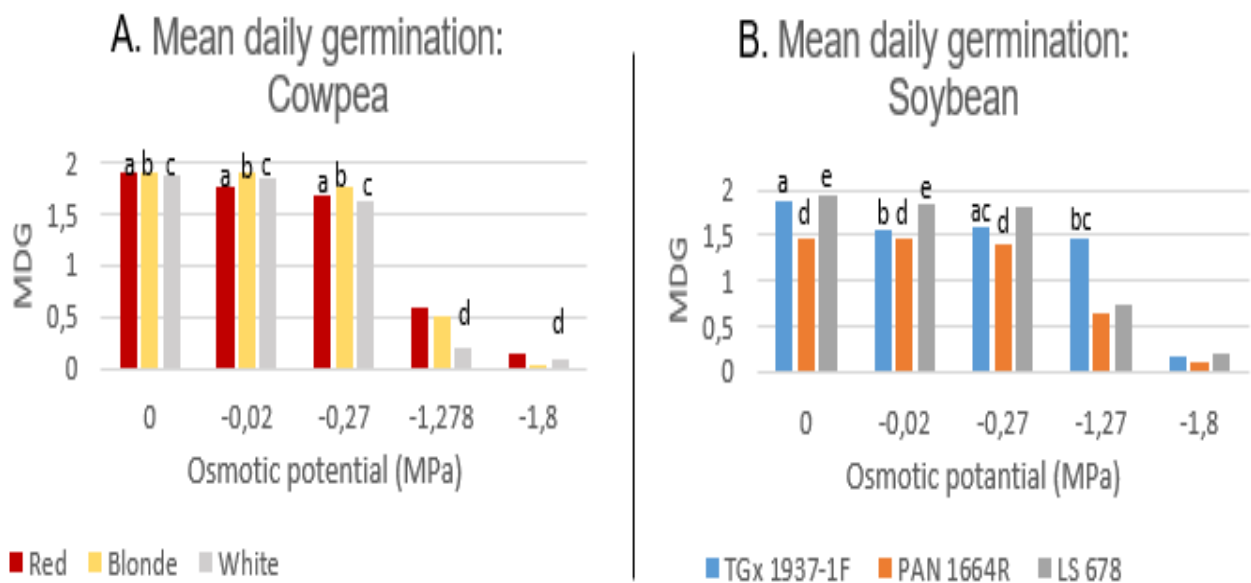 A. Mean daily germination:
Cowpea
a b c a b c a b c d d
2
1,5
1
0,5
0
MDG
0 -0,02 -0,27 -1,278 -1,8
Osmotic potential (MPa)
Red Blonde White
B. Mean daily germination:
Soybean
a d e b d e ac d bc
2
1,5
1
0,5
0
MDG
0 -0,02 -0,27 -1,27 -1,8
Osmotic potantial (MPa)
TGx 1937-1F PAN 1664R LS 678